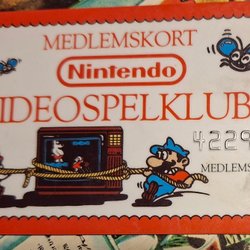 MEDLEMSKORT
Nintendo
IDEOSPELKLUB
4229
MEDLEMS